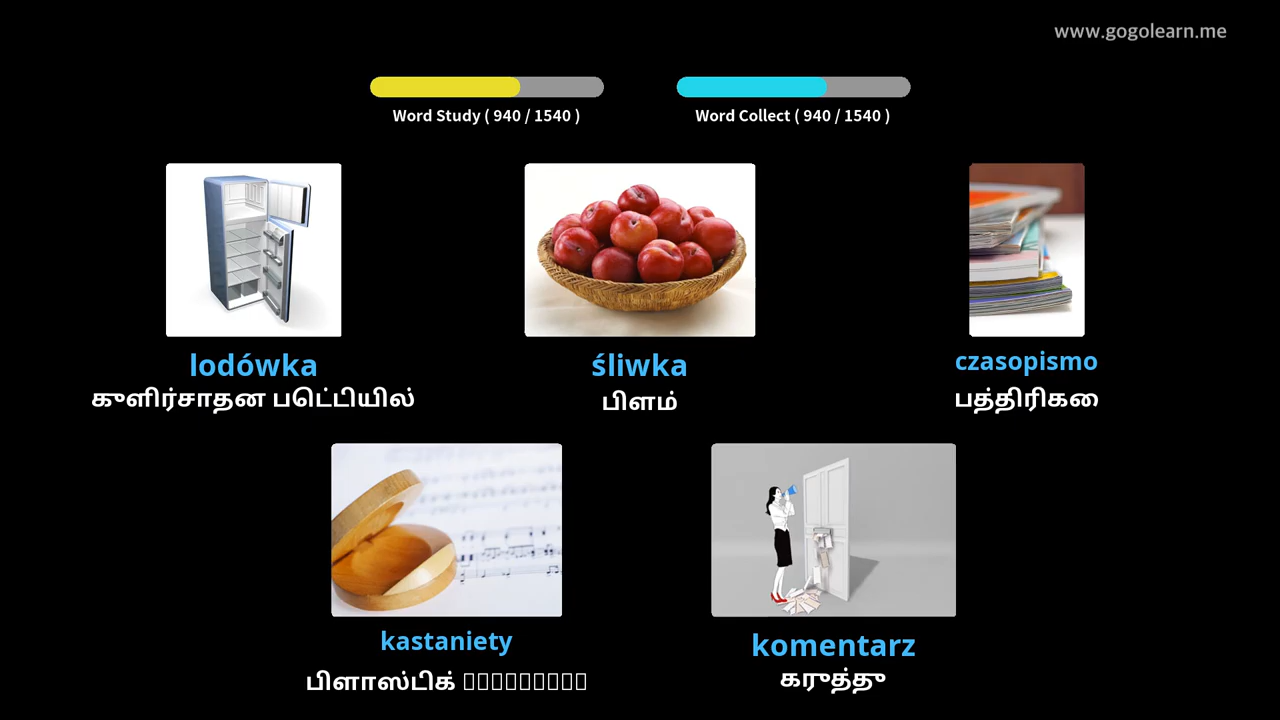 www.gogolearn.me
Word Study ( 940 / 1540 )
Word Collect ( 940 / 1540 )
lodówka
குளிர்சாதன பெட்டியில்
śliwka
பிளம்
czasopismo
பத்திரிகை
kastaniety
பிளாஸ்டிக்
komentarz
கருத்து